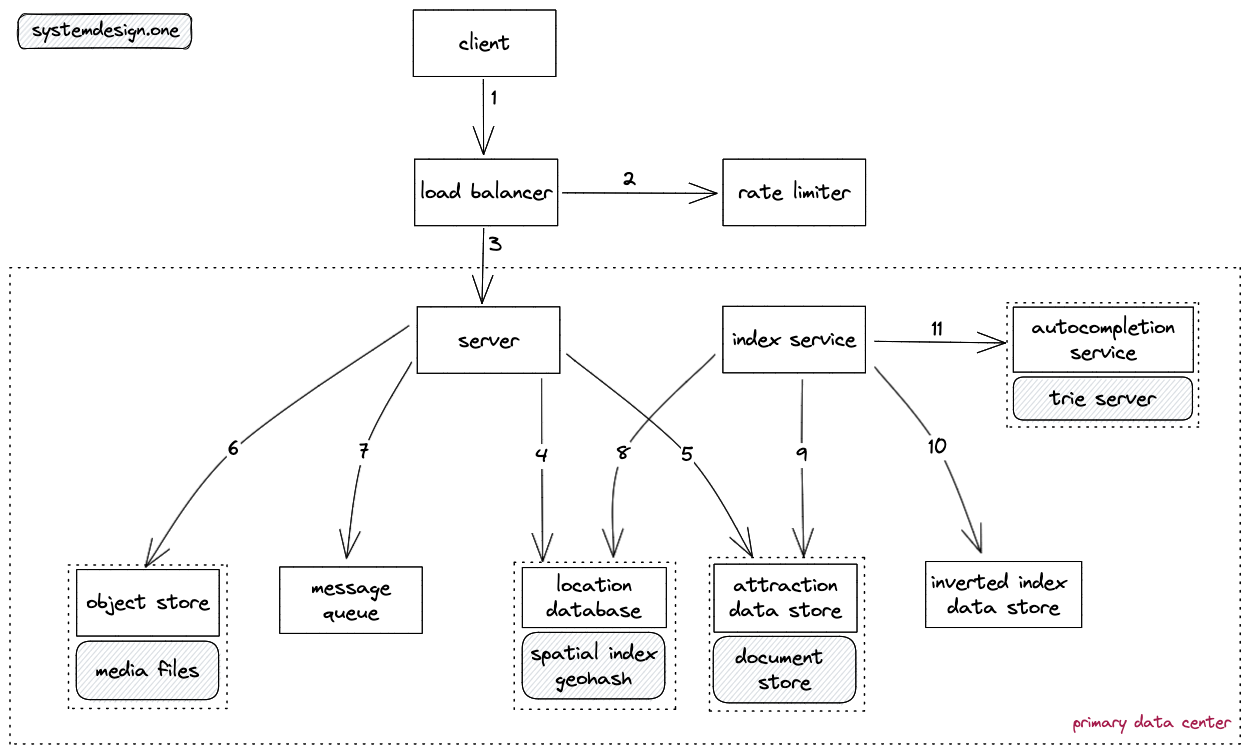 systemdesign.one
client
1
load balancer
2
rate limiter
3
server
index service
11
autocompletion
service
trie server
6
7
4
8
5
9
10
object store
media files
message
queue
location
database
spatial index
geohash
attraction
data store
document
store
inverted index
data store
primary data center